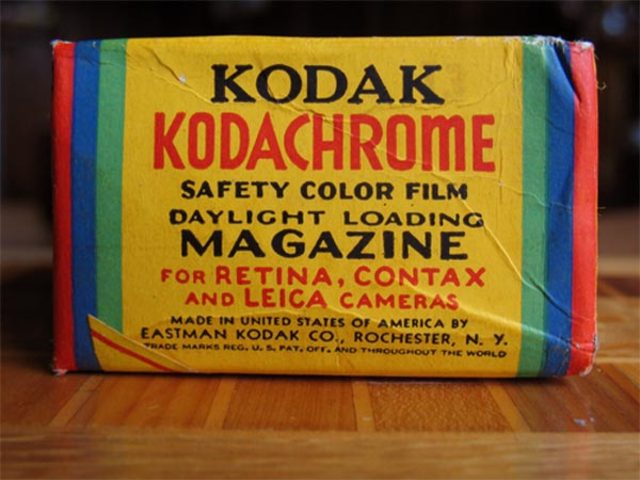 KODAK
KODACHROME
SAFETY COLOR FILM
DAYLIGHT LOADING
MAGAZINE
FOR RETINA, CONTAX
AND LEICA CAMERAS
MADE IN UNITED STATES OF AMERICA BY
EASTMAN KODAK CO., ROCHESTER, N. Y.
TRADE MARKS REG. U. S. PAT. OFF. AND THROUGHOUT THE WORLD